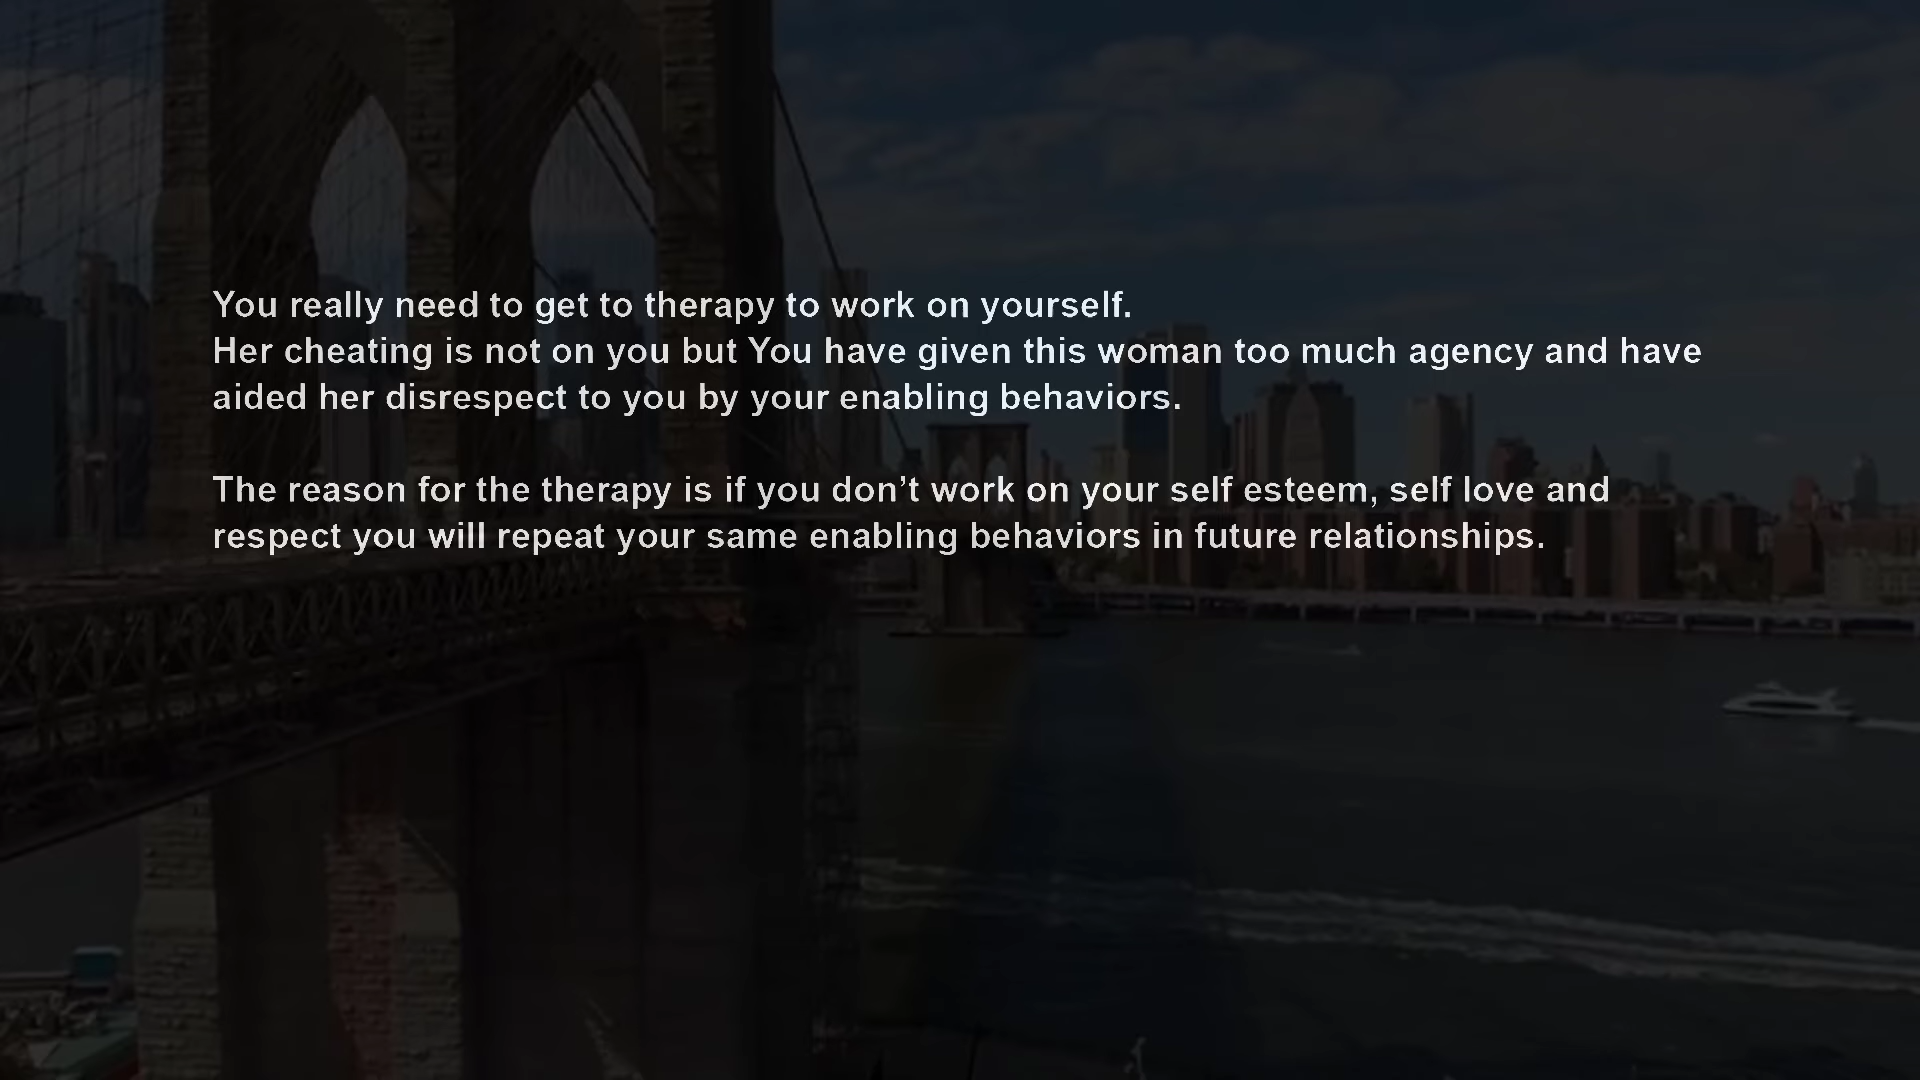 You really need to get to therapy to work on yourself.
Her cheating is not on you but You have given this woman too much agency and have
aided her disrespect to you by your enabling behaviors.
The reason for the therapy is if you don’t work on your self esteem, self love and
respect you will repeat your same enabling behaviors in future relationships.